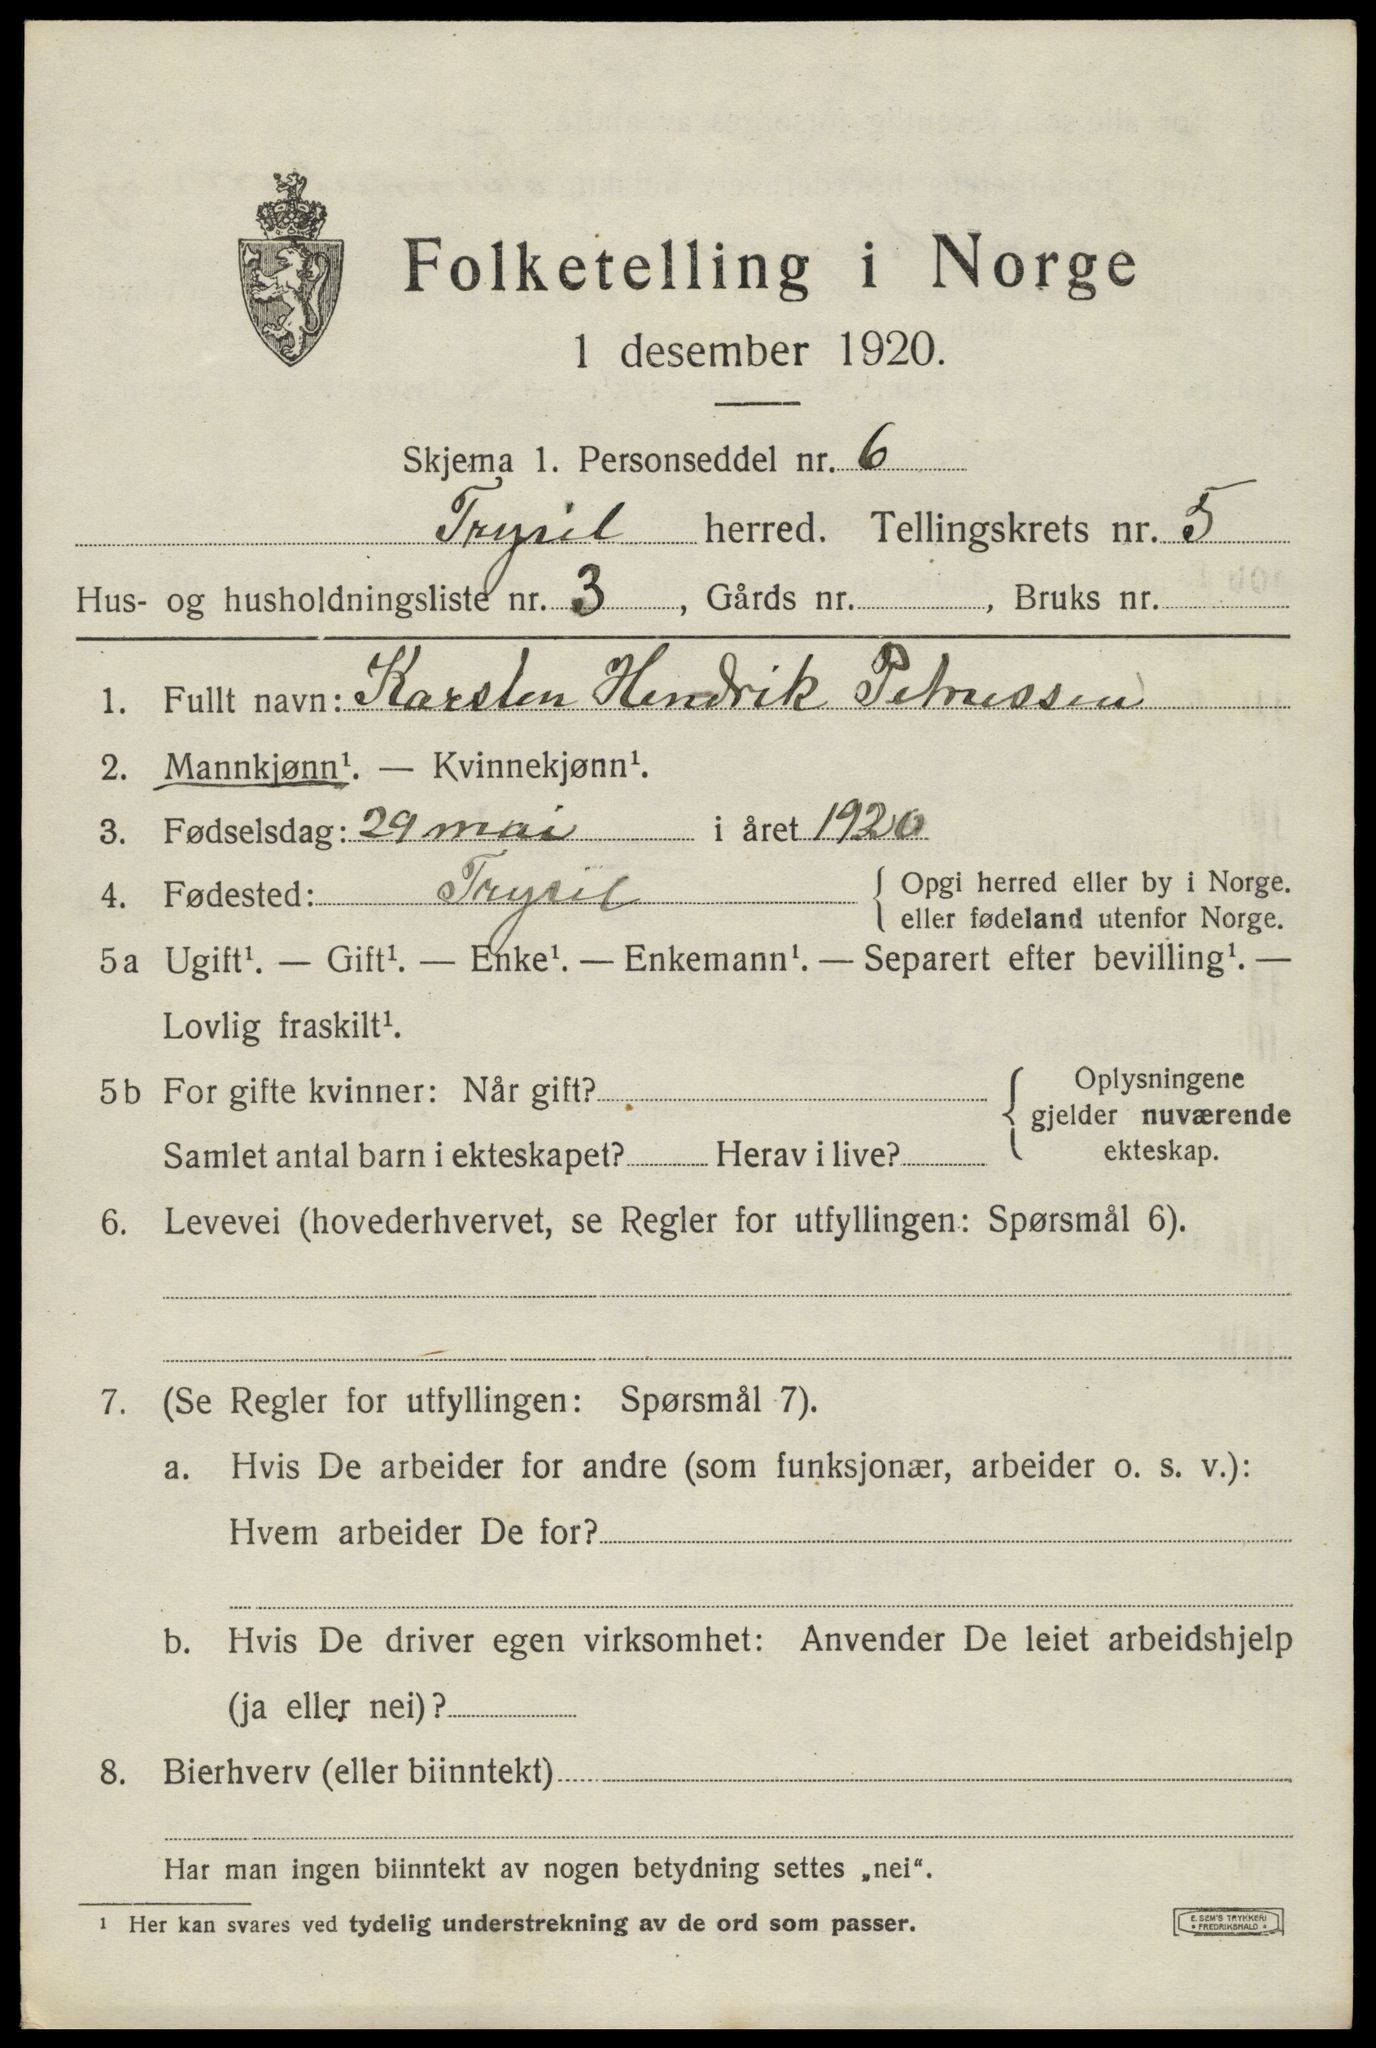 Folketelling i Norge
1 desember 1920.
Skjema 1. Personseddel nr. 6
Trysil herred. Tellingskrets nr. 5
Hus- og husholdningsliste nr. 3, Gårds nr. , Bruks nr.
1. Fullt navn: Karsten Hendrik Petrussen
2. Mannkjønn¹. — Kvinnekjønn¹.
3. Fødselsdag: 29 mai i året 1920
4. Fødested: Trysil { Opgi herred eller by i Norge.
eller fødeland utenfor Norge.
5a Ugift¹. — Gift¹. — Enke¹. — Enkemann¹. — Separert efter bevilling¹. —
Lovlig fraskilt¹.
5b For gifte kvinner: Når gift? { Oplysningene
gjelder nuværende
Samlet antal barn i ekteskapet? Herav i live? ekteskap.
6. Levevei (hovederhvervet, se Regler for utfyllingen: Spørsmål 6).
7. (Se Regler for utfyllingen: Spørsmål 7).
a. Hvis De arbeider for andre (som funksjonær, arbeider o. s. v.):
Hvem arbeider De for?
b. Hvis De driver egen virksomhet: Anvender De leiet arbeidshjelp
(ja eller nei)?
8. Bierhverv (eller biinntekt)
Har man ingen biinntekt av nogen betydning settes „nei“.
¹ Her kan svares ved tydelig understrekning av de ord som passer.
E. SEM'S TRYKKERI
• FREDRIKSHALD •